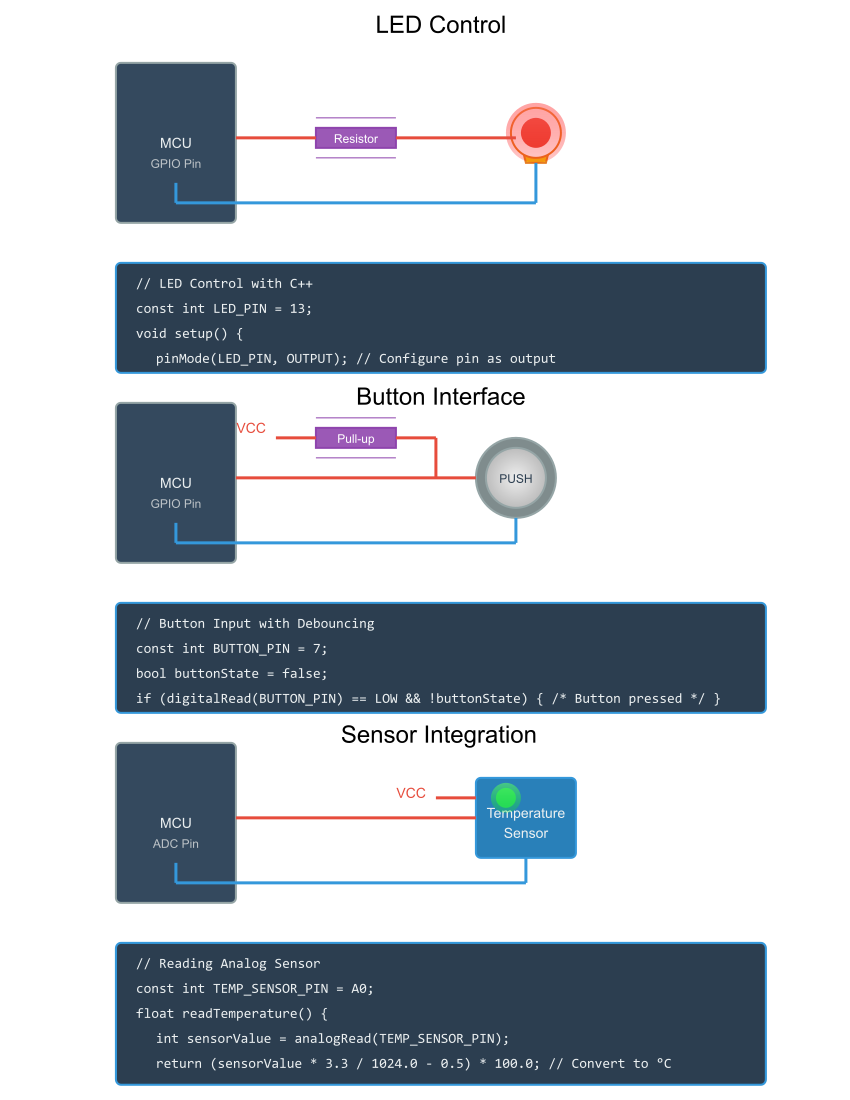 LED Control
MCU
GPIO Pin
Resistor
// LED Control with C++
const int LED_PIN = 13;
void setup() {
pinMode(LED_PIN, OUTPUT); // Configure pin as output
Button Interface
VCC
Pull-up
MCU
GPIO Pin
PUSH
// Button Input with Debouncing
const int BUTTON_PIN = 7;
bool buttonState = false;
if (digitalRead(BUTTON_PIN) == LOW && !buttonState) { /* Button pressed */ }
Sensor Integration
VCC
MCU
ADC Pin
Temperature
Sensor
// Reading Analog Sensor
const int TEMP_SENSOR_PIN = A0;
float readTemperature() {
int sensorValue = analogRead(TEMP_SENSOR_PIN);
return (sensorValue * 3.3 / 1024.0 - 0.5) * 100.0; // Convert to °C